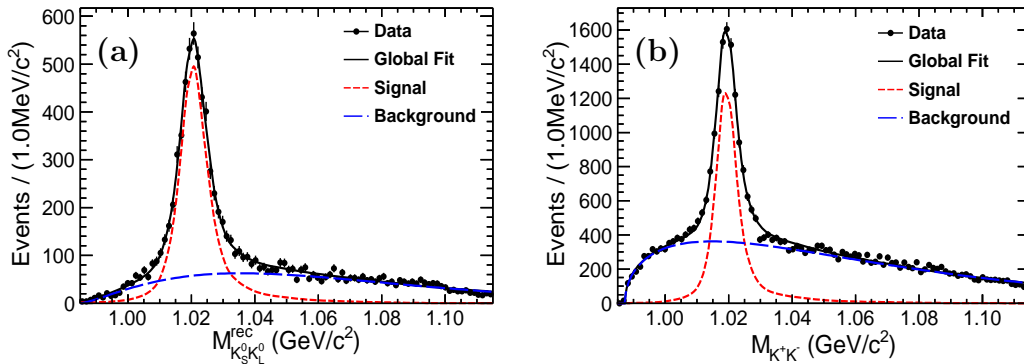 (a)
Data
Global Fit
Signal
Background
600
500
400
300
200
100
0
Events / (1.0MeV/c²)
1.00 1.02 1.04 1.06 1.08 1.10
M^rec_{K⁰_S K⁰_L} (GeV/c²)
(b)
Data
Global Fit
Signal
Background
1600
1400
1200
1000
800
600
400
200
0
Events / (1.0MeV/c²)
1.00 1.02 1.04 1.06 1.08 1.10
M_{K⁺K⁻} (GeV/c²)